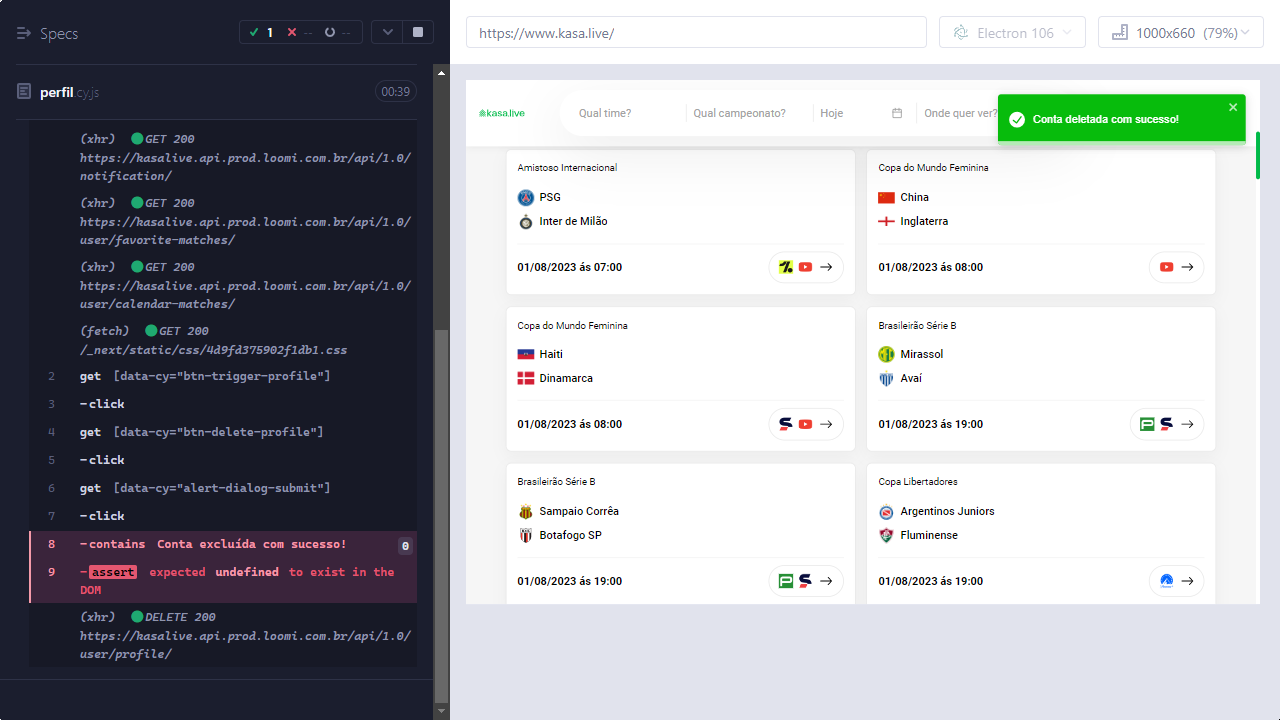 Specs
1
--
--
perfil.cy.js
00:39
(xhr) GET 200
https://kasalive.api.prod.loomi.com.br/api/1.0/
notification/
(xhr) GET 200
https://kasalive.api.prod.loomi.com.br/api/1.0/
user/favorite-matches/
(xhr) GET 200
https://kasalive.api.prod.loomi.com.br/api/1.0/
user/calendar-matches/
(fetch) GET 200
/_next/static/css/4d9fd375902f1db1.css
2 get [data-cy="btn-trigger-profile"]
3 -click
4 get [data-cy="btn-delete-profile"]
5 -click
6 get [data-cy="alert-dialog-submit"]
7 -click
8 -contains Conta excluída com sucesso! 0
9 -assert expected undefined to exist in the
DOM
(xhr) DELETE 200
https://kasalive.api.prod.loomi.com.br/api/1.0/
user/profile/
https://www.kasa.live/
Electron 106
1000x660 (79%)
kasa.live
Qual time?
Qual campeonato?
Hoje
Onde quer ver?
Conta deletada com sucesso!
Amistoso Internacional
PSG
Inter de Milão
01/08/2023 ás 07:00
Copa do Mundo Feminina
China
Inglaterra
01/08/2023 ás 08:00
Copa do Mundo Feminina
Haiti
Dinamarca
01/08/2023 ás 08:00
Brasileirão Série B
Mirassol
Avaí
01/08/2023 ás 19:00
Brasileirão Série B
Sampaio Corrêa
Botafogo SP
01/08/2023 ás 19:00
Copa Libertadores
Argentinos Juniors
Fluminense
01/08/2023 ás 19:00